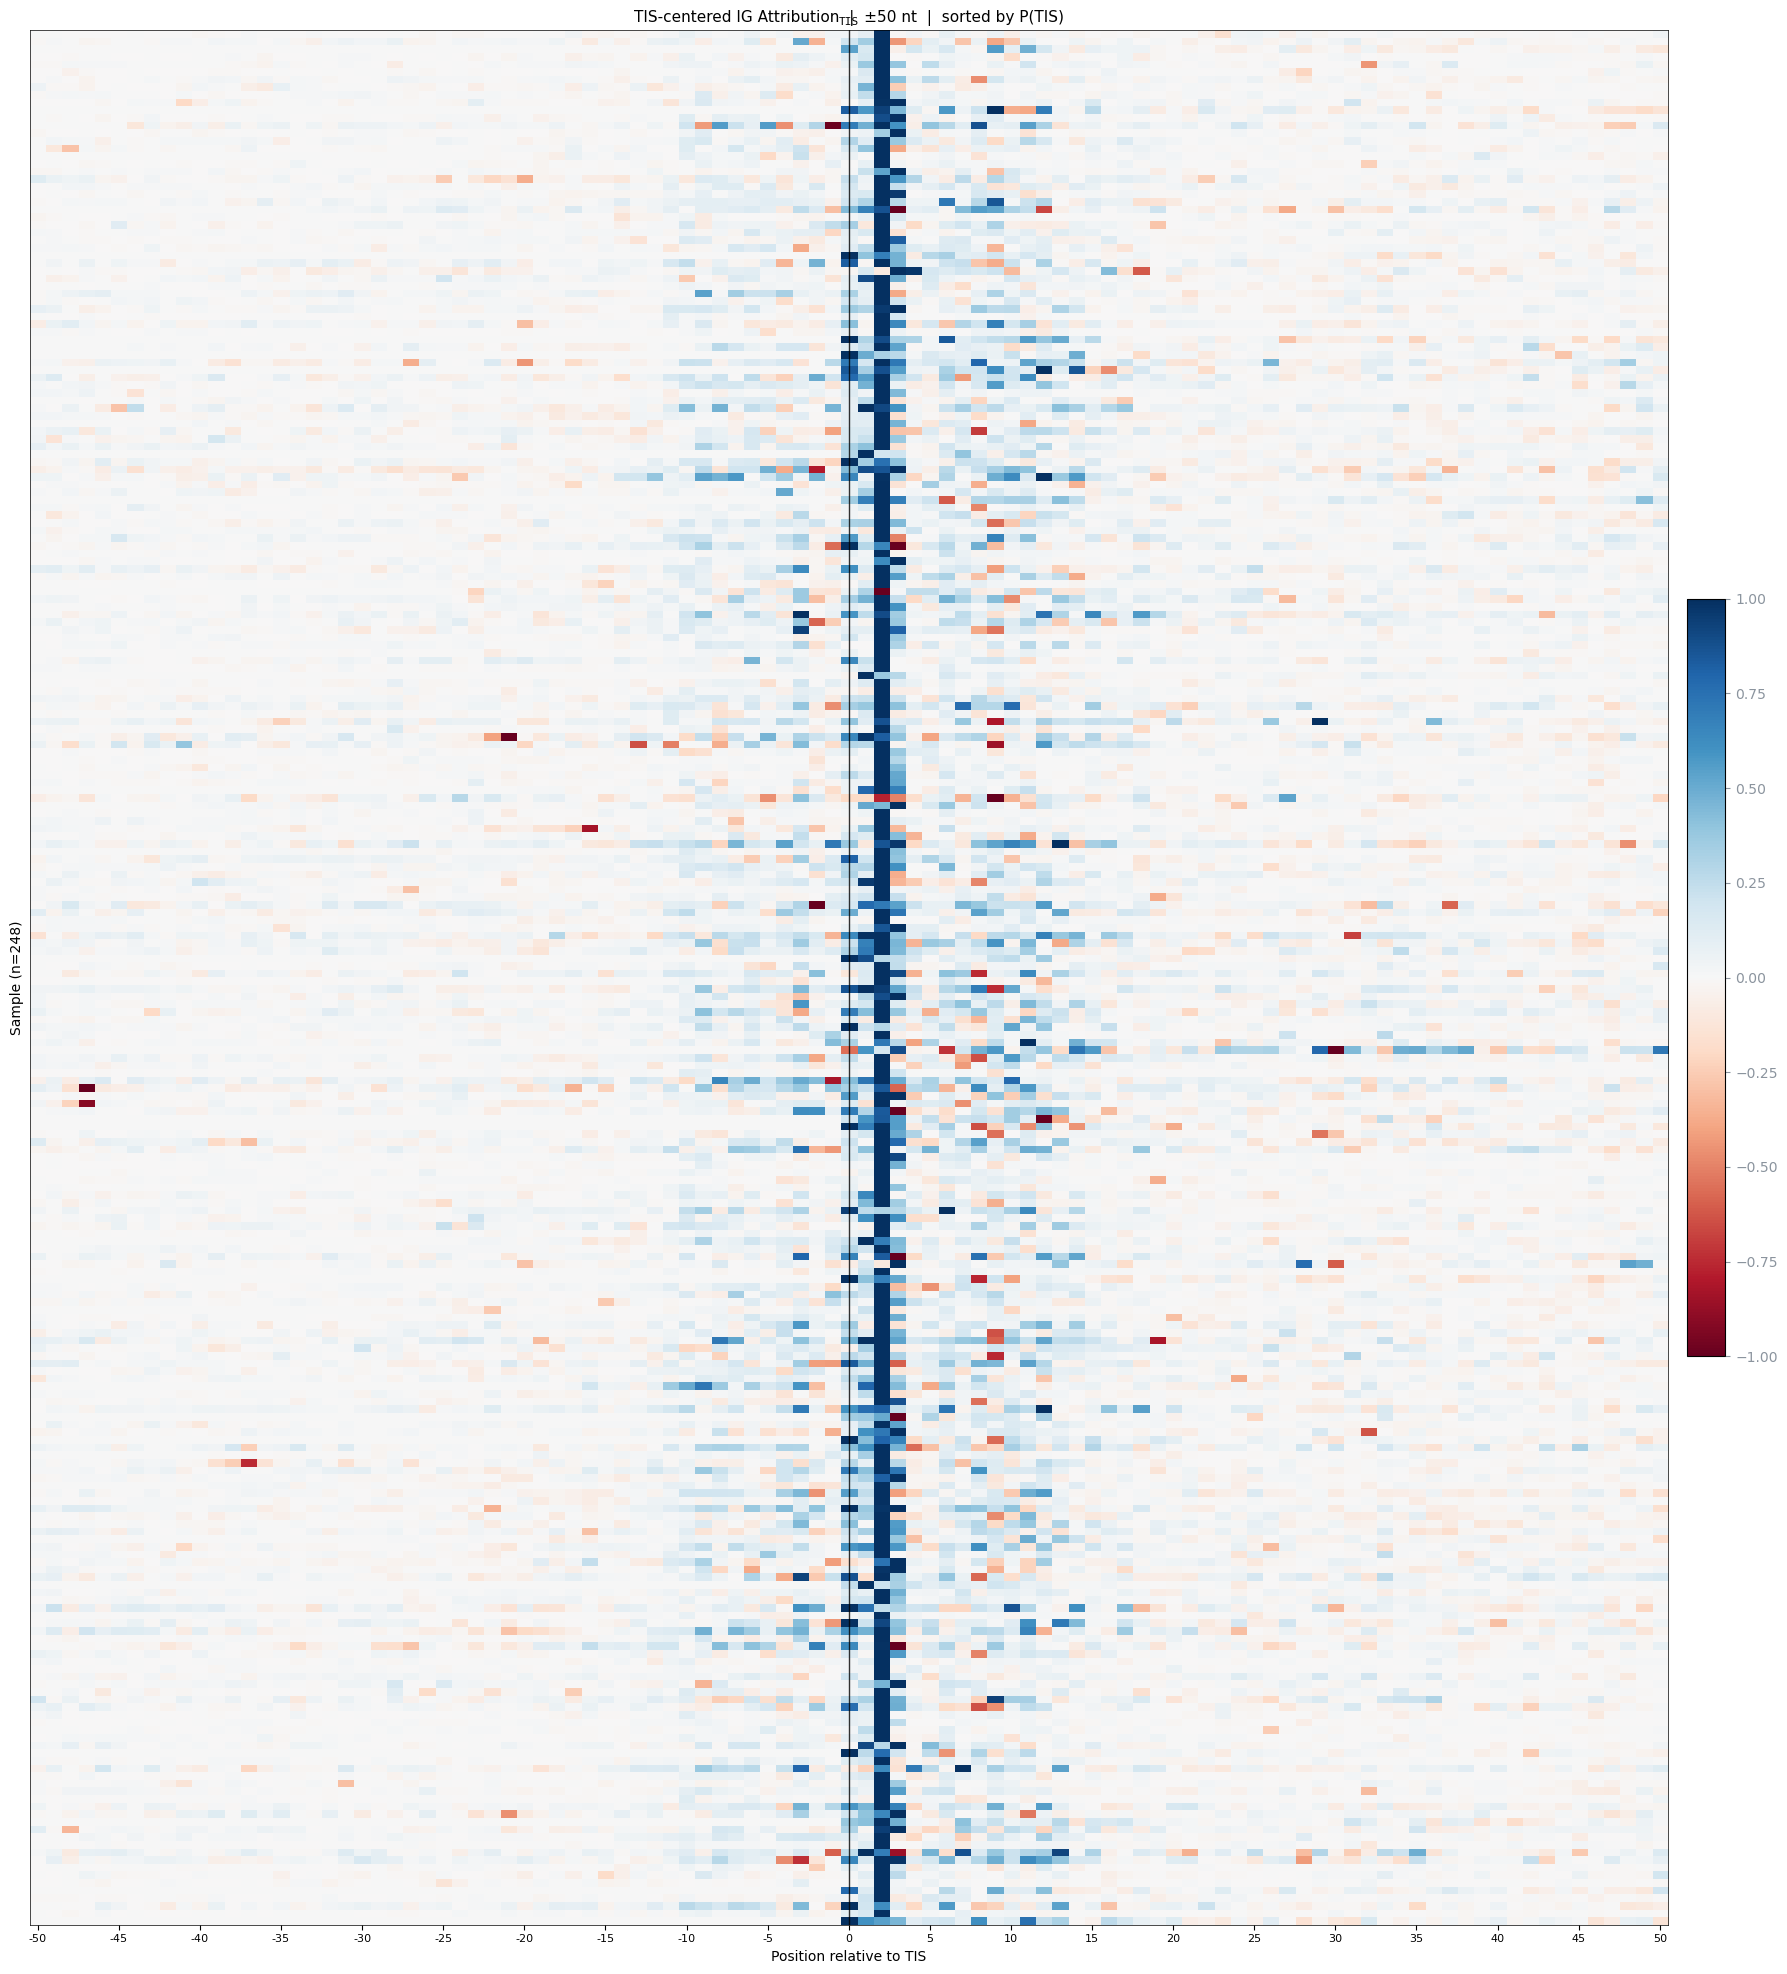 TIS-centered IG Attribution | ±50 nt | sorted by P(TIS)
TIS
Sample (n=248)
1.00
0.75
0.50
0.25
0.00
−0.25
−0.50
−0.75
−1.00
-50 -45 -40 -35 -30 -25 -20 -15 -10 -5 0 5 10 15 20 25 30 35 40 45 50
Position relative to TIS